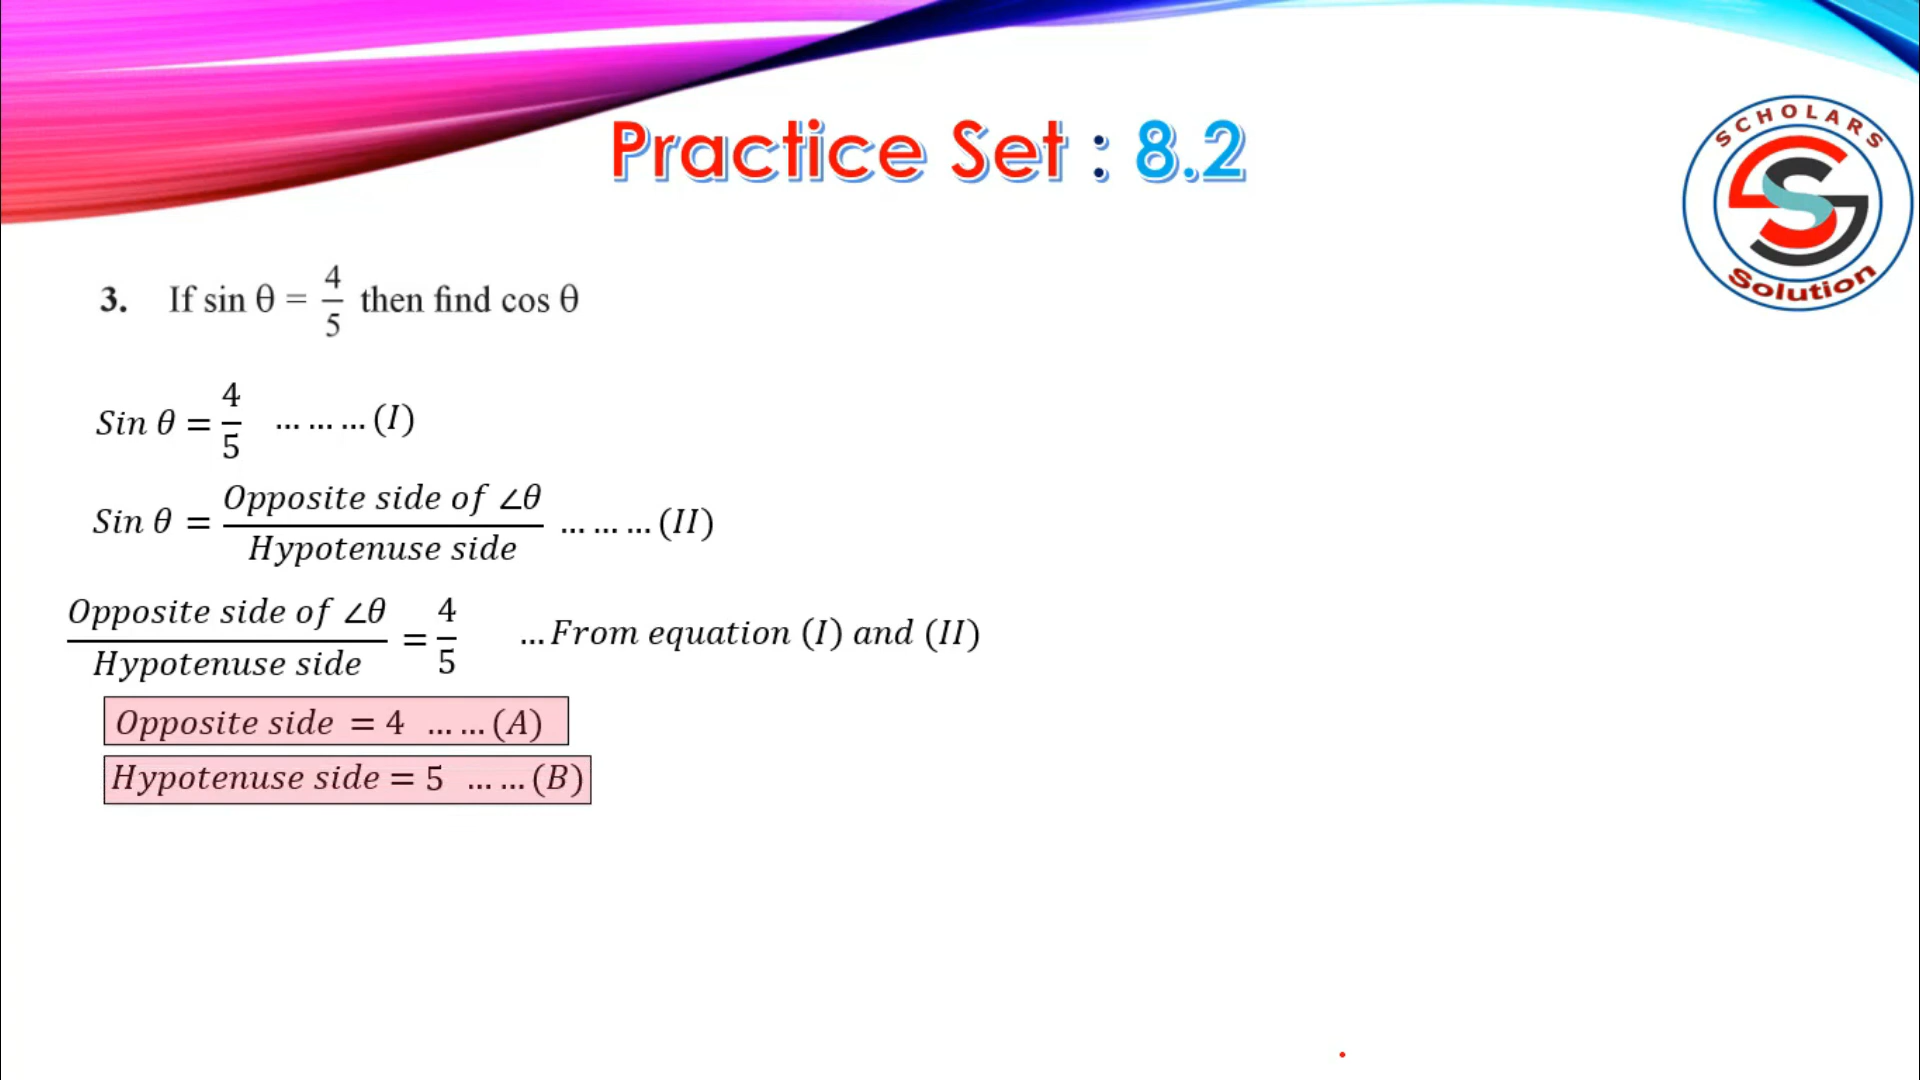 Practice Set : 8.2
SCHOLARS
Solution
3. If sin θ = 4/5 then find cos θ
Sin θ = 4/5 ... ... ... (I)
Sin θ = Opposite side of ∠θ / Hypotenuse side ... ... ... (II)
Opposite side of ∠θ / Hypotenuse side = 4/5 ... From equation (I) and (II)
Opposite side = 4 ... ... (A)
Hypotenuse side = 5 ... ... (B)